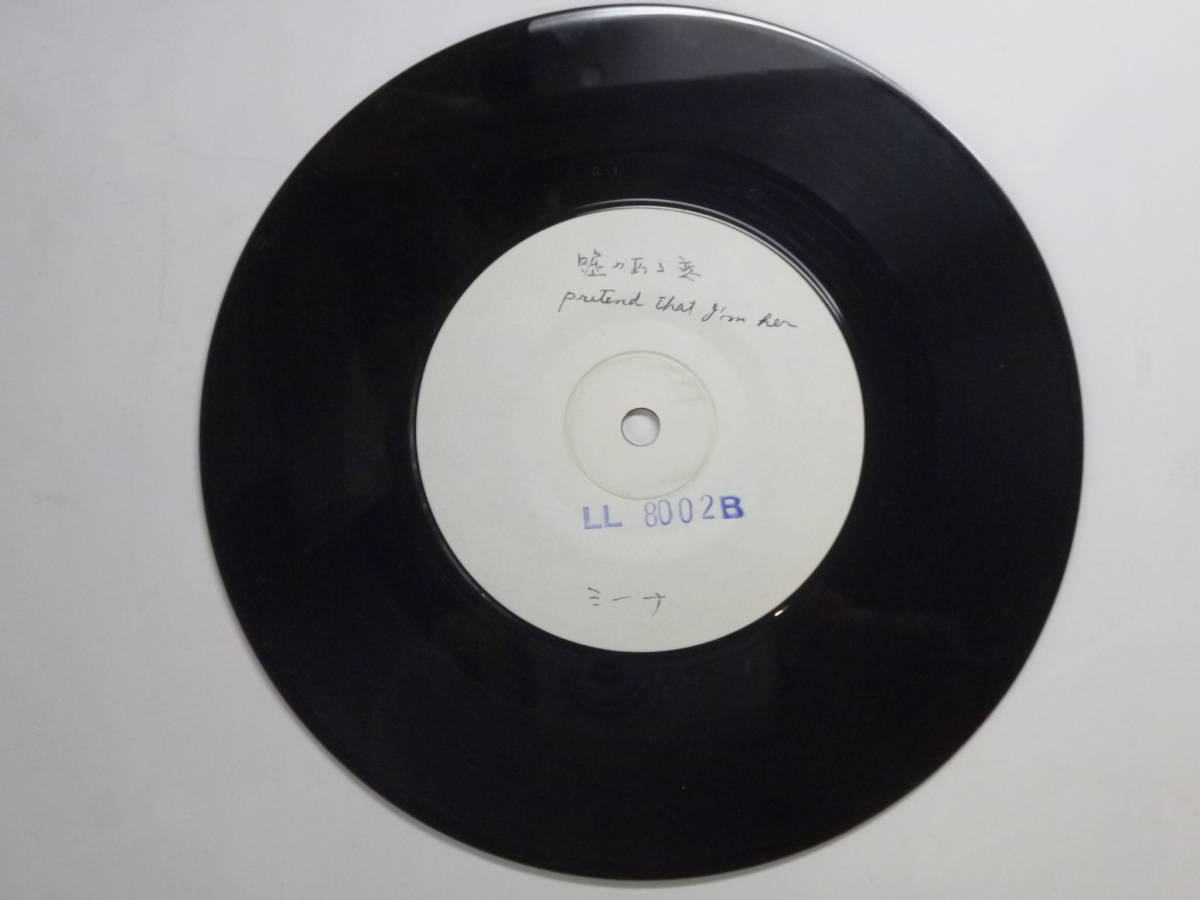 嘘のある恋
pretend that I'm her
LL 8002B
ミーナ